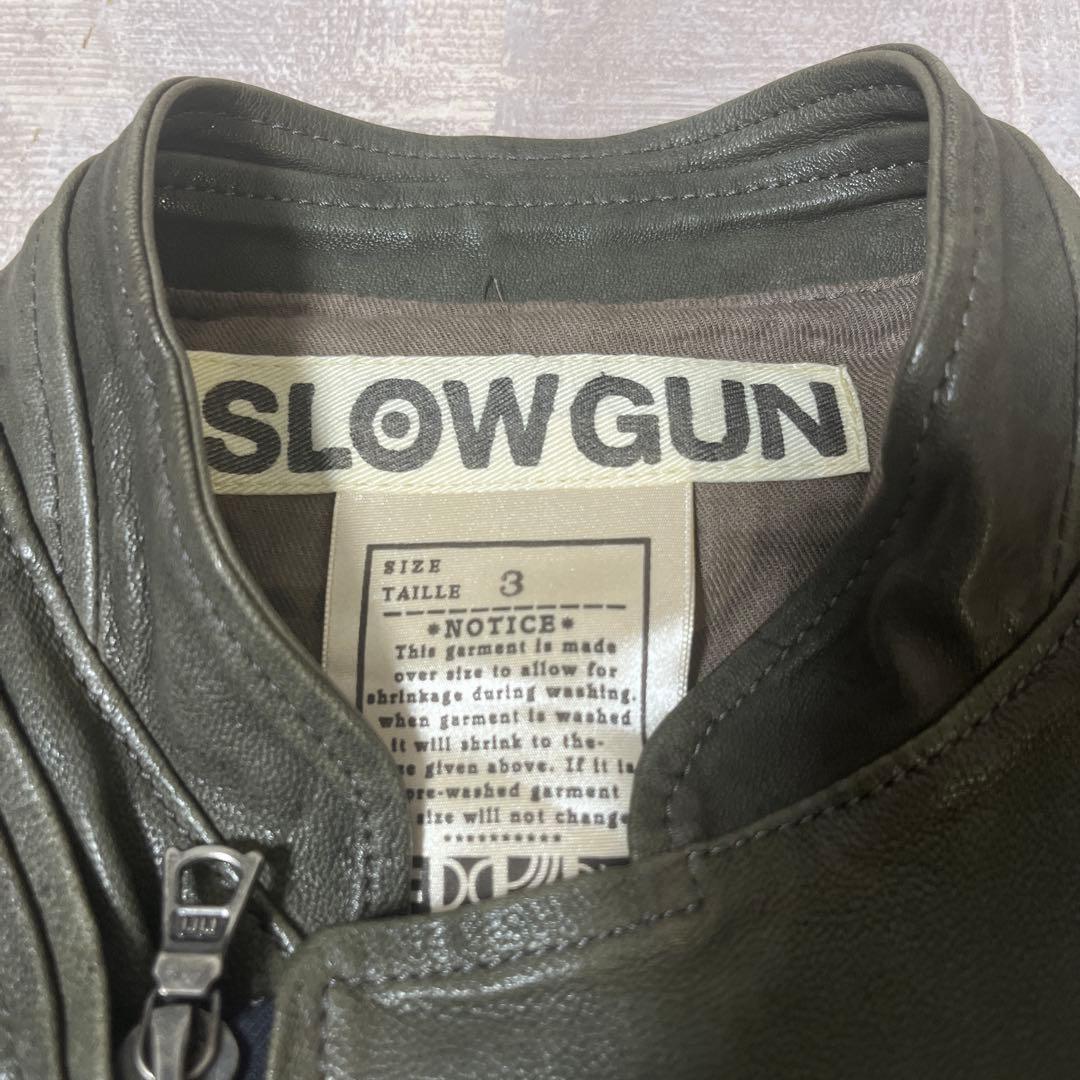 SLOWGUN
SIZE
TAILLE 3
*NOTICE*
This garment is made
over size to allow for
shrinkage during washing.
when garment is washed
it will shrink to the-
given above. If it is
pre-washed garment
size will not change
**********